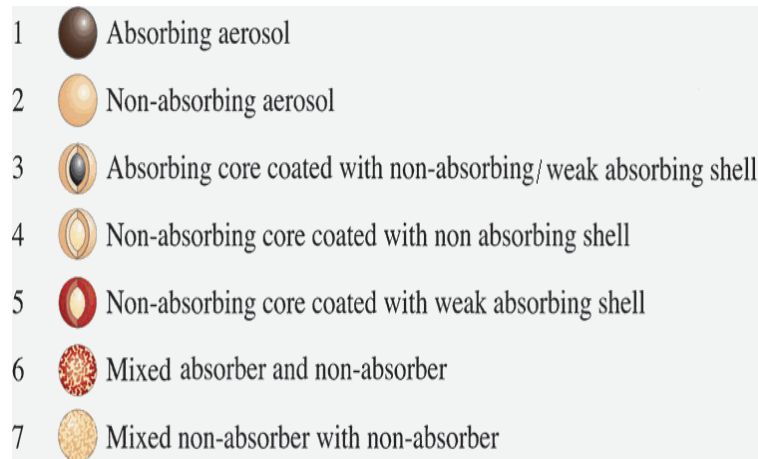 1 Absorbing aerosol
2 Non-absorbing aerosol
3 Absorbing core coated with non-absorbing/weak absorbing shell
4 Non-absorbing core coated with non absorbing shell
5 Non-absorbing core coated with weak absorbing shell
6 Mixed absorber and non-absorber
7 Mixed non-absorber with non-absorber